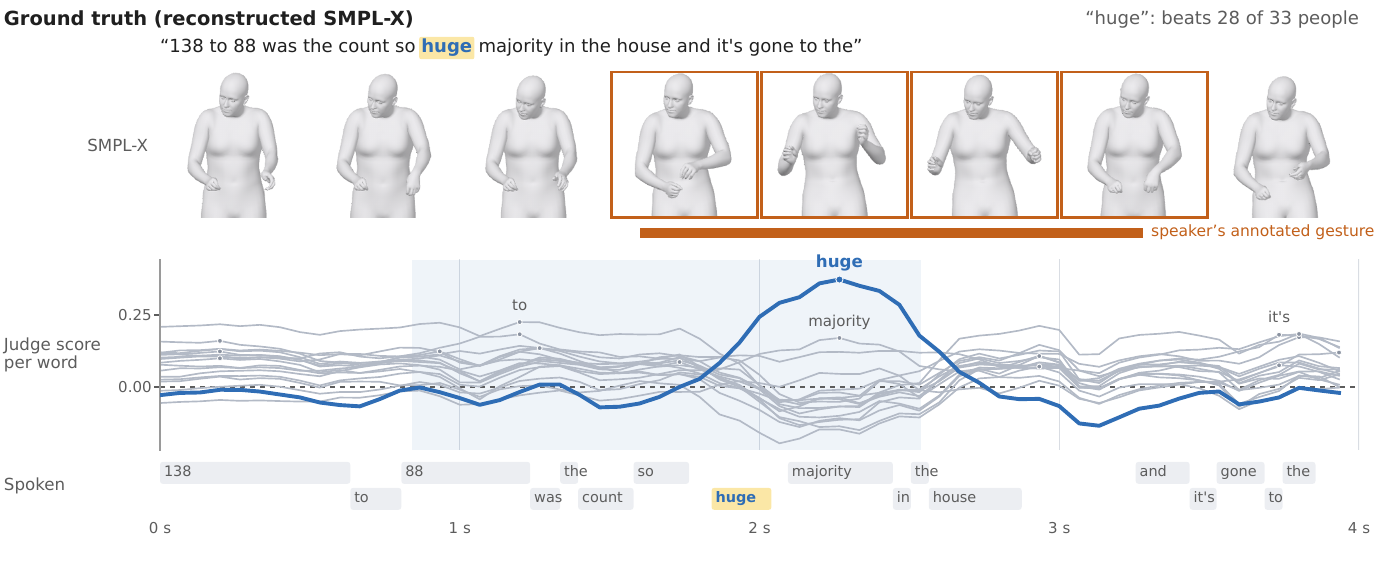 Ground truth (reconstructed SMPL-X)
“huge”: beats 28 of 33 people
“138 to 88 was the count so huge majority in the house and it's gone to the”
SMPL-X
speaker’s annotated gesture
huge
to
majority
it's
0.25
0.00
Judge score
per word
Spoken
138 88 the so majority the and gone the
to was count huge in house it's to
0 s 1 s 2 s 3 s 4 s